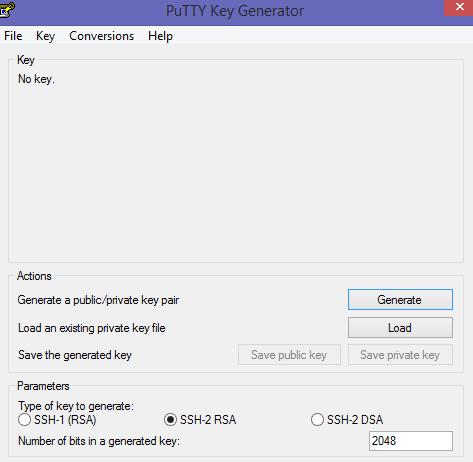 PuTTY Key Generator
File Key Conversions Help
Key
No key.
Actions
Generate a public/private key pair Generate
Load an existing private key file Load
Save the generated key Save public key Save private key
Parameters
Type of key to generate:
SSH-1 (RSA) SSH-2 RSA SSH-2 DSA
Number of bits in a generated key: 2048